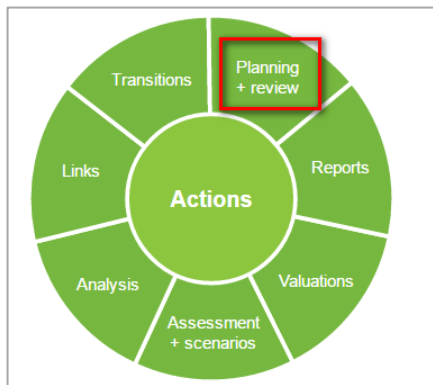 Transitions
Planning
+ review
Links
Reports
Actions
Analysis
Valuations
Assessment
+ scenarios